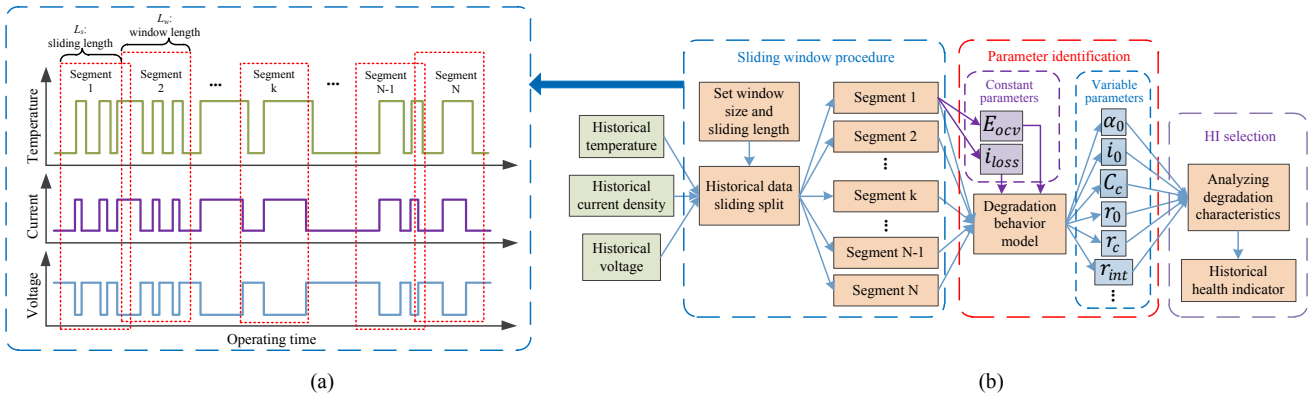 Lₛ:
sliding length
L_w:
window length
Segment
1
Segment
2
...
Segment
k
...
Segment
N-1
Segment
N
Temperature
Current
Voltage
Operating time
(a)
Sliding window procedure
Set window
size and
sliding length
Historical
temperature
Historical
current density
Historical
voltage
Historical data
sliding split
Segment 1
Segment 2
...
Segment k
...
Segment N-1
Segment N
Parameter identification
Constant
parameters
E_ocv
i_loss
Degradation
behavior
model
Variable
parameters
α₀
i₀
C_c
r₀
r_c
r_int
...
HI selection
Analyzing
degradation
characteristics
Historical
health indicator
(b)